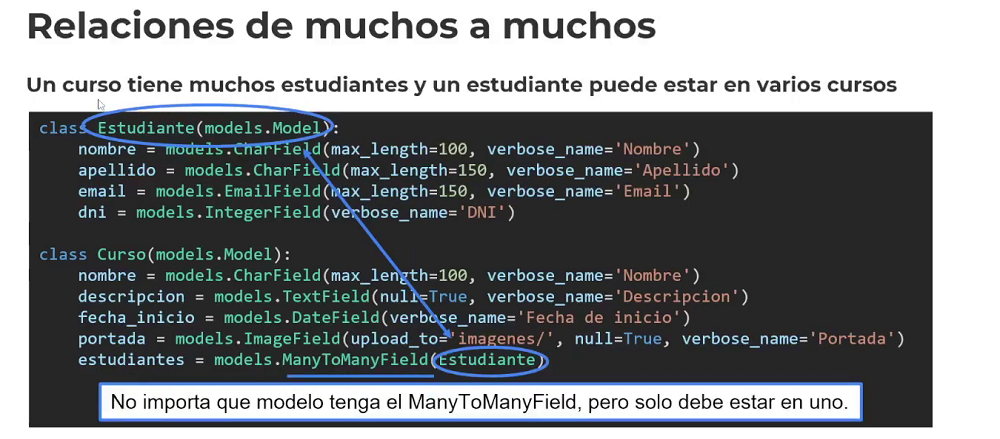 Relaciones de muchos a muchos
Un curso tiene muchos estudiantes y un estudiante puede estar en varios cursos
class Estudiante(models.Model):
    nombre = models.CharField(max_length=100, verbose_name='Nombre')
    apellido = models.CharField(max_length=150, verbose_name='Apellido')
    email = models.EmailField(max_length=150, verbose_name='Email')
    dni = models.IntegerField(verbose_name='DNI')
class Curso(models.Model):
    nombre = models.CharField(max_length=100, verbose_name='Nombre')
    descripcion = models.TextField(null=True, verbose_name='Descripcion')
    fecha_inicio = models.DateField(verbose_name='Fecha de inicio')
    portada = models.ImageField(upload_to='imagenes/', null=True, verbose_name='Portada')
    estudiantes = models.ManyToManyField(Estudiante)
No importa que modelo tenga el ManyToManyField, pero solo debe estar en uno.